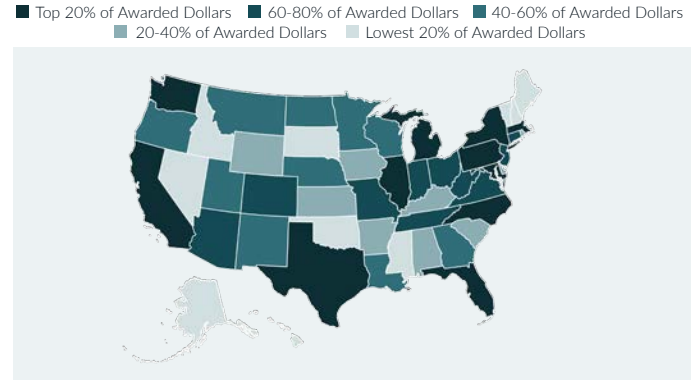 Top 20% of Awarded Dollars 60-80% of Awarded Dollars 40-60% of Awarded Dollars
20-40% of Awarded Dollars Lowest 20% of Awarded Dollars